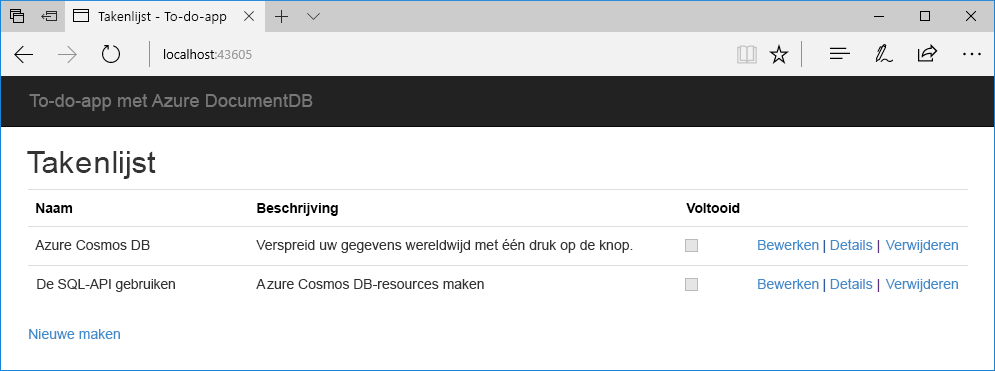 Takenlijst - To-do-app
localhost:43605
To-do-app met Azure DocumentDB
Takenlijst
Naam Beschrijving Voltooid
Azure Cosmos DB Verspreid uw gegevens wereldwijd met één druk op de knop. Bewerken | Details | Verwijderen
De SQL-API gebruiken Azure Cosmos DB-resources maken Bewerken | Details | Verwijderen
Nieuwe maken